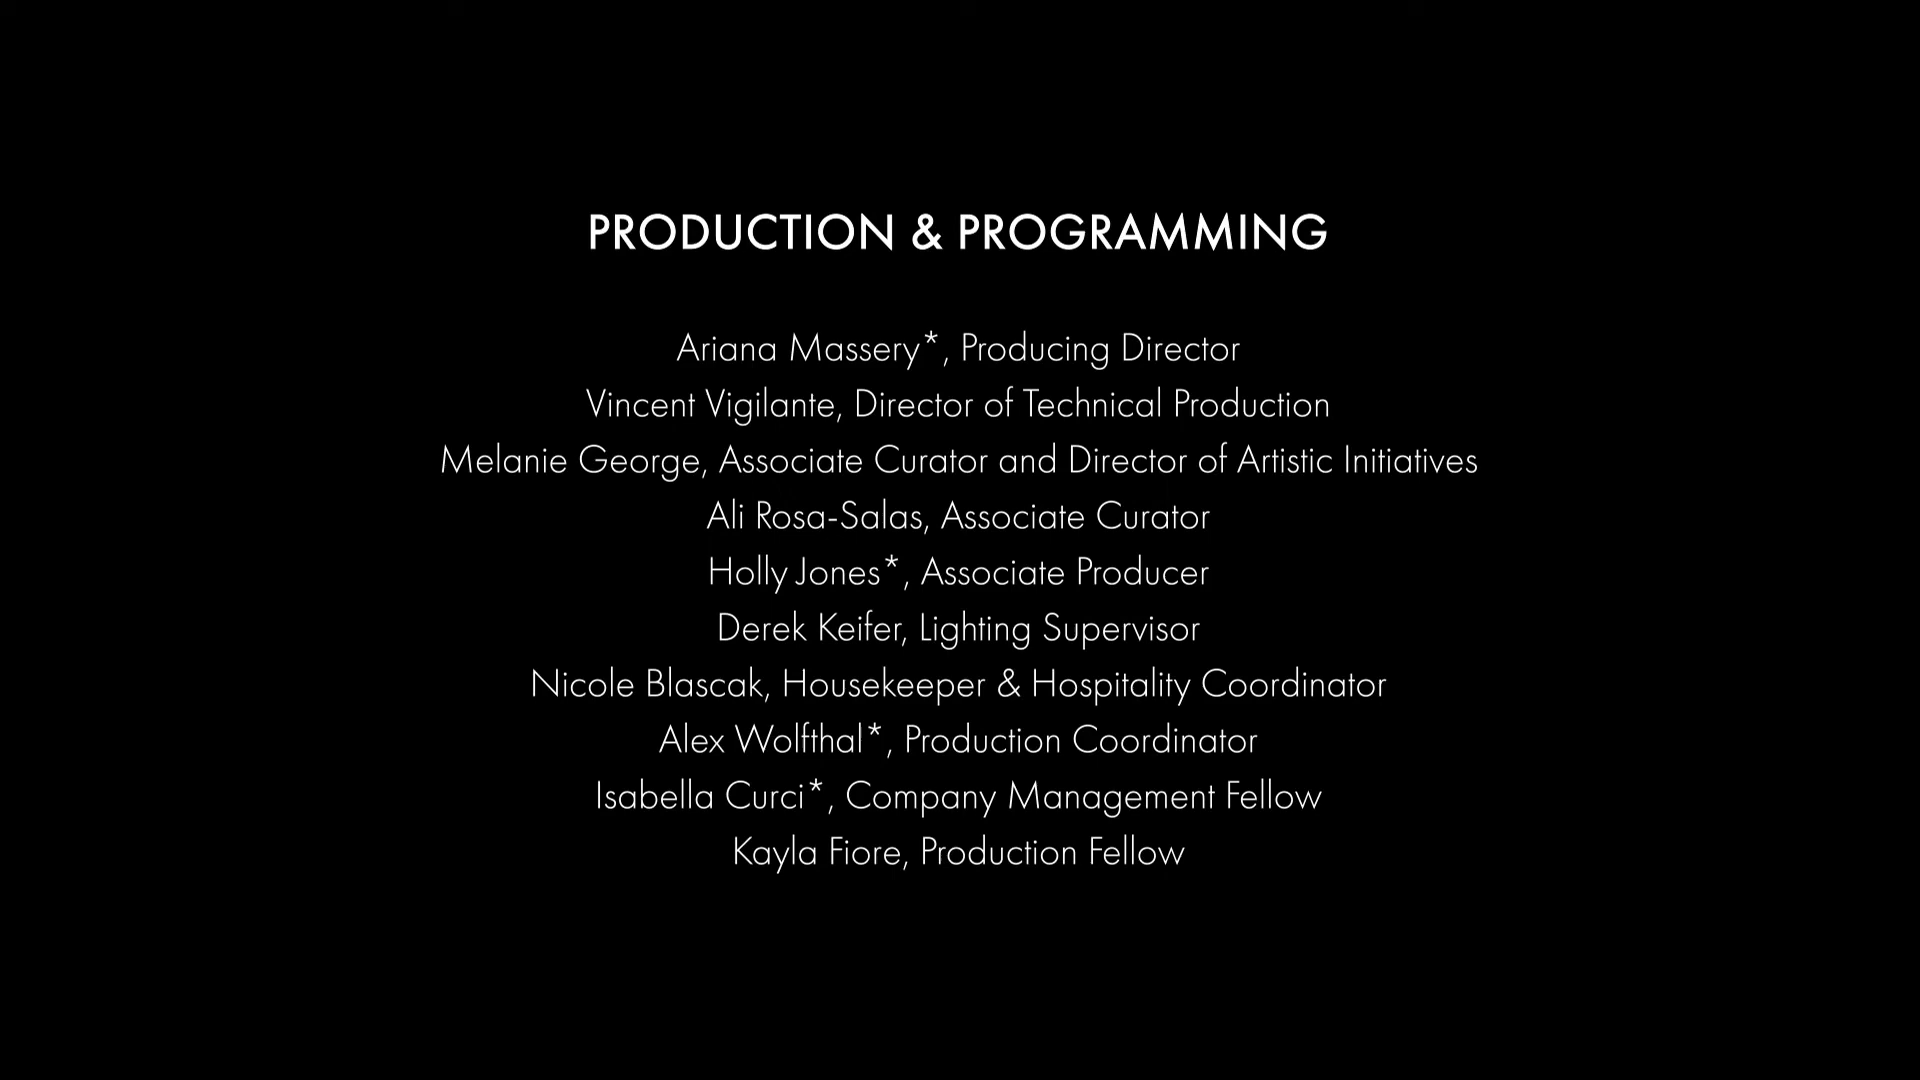 PRODUCTION & PROGRAMMING
Ariana Massery*, Producing Director
Vincent Vigilante, Director of Technical Production
Melanie George, Associate Curator and Director of Artistic Initiatives
Ali Rosa-Salas, Associate Curator
Holly Jones*, Associate Producer
Derek Keifer, Lighting Supervisor
Nicole Blascak, Housekeeper & Hospitality Coordinator
Alex Wolfthal*, Production Coordinator
Isabella Curci*, Company Management Fellow
Kayla Fiore, Production Fellow